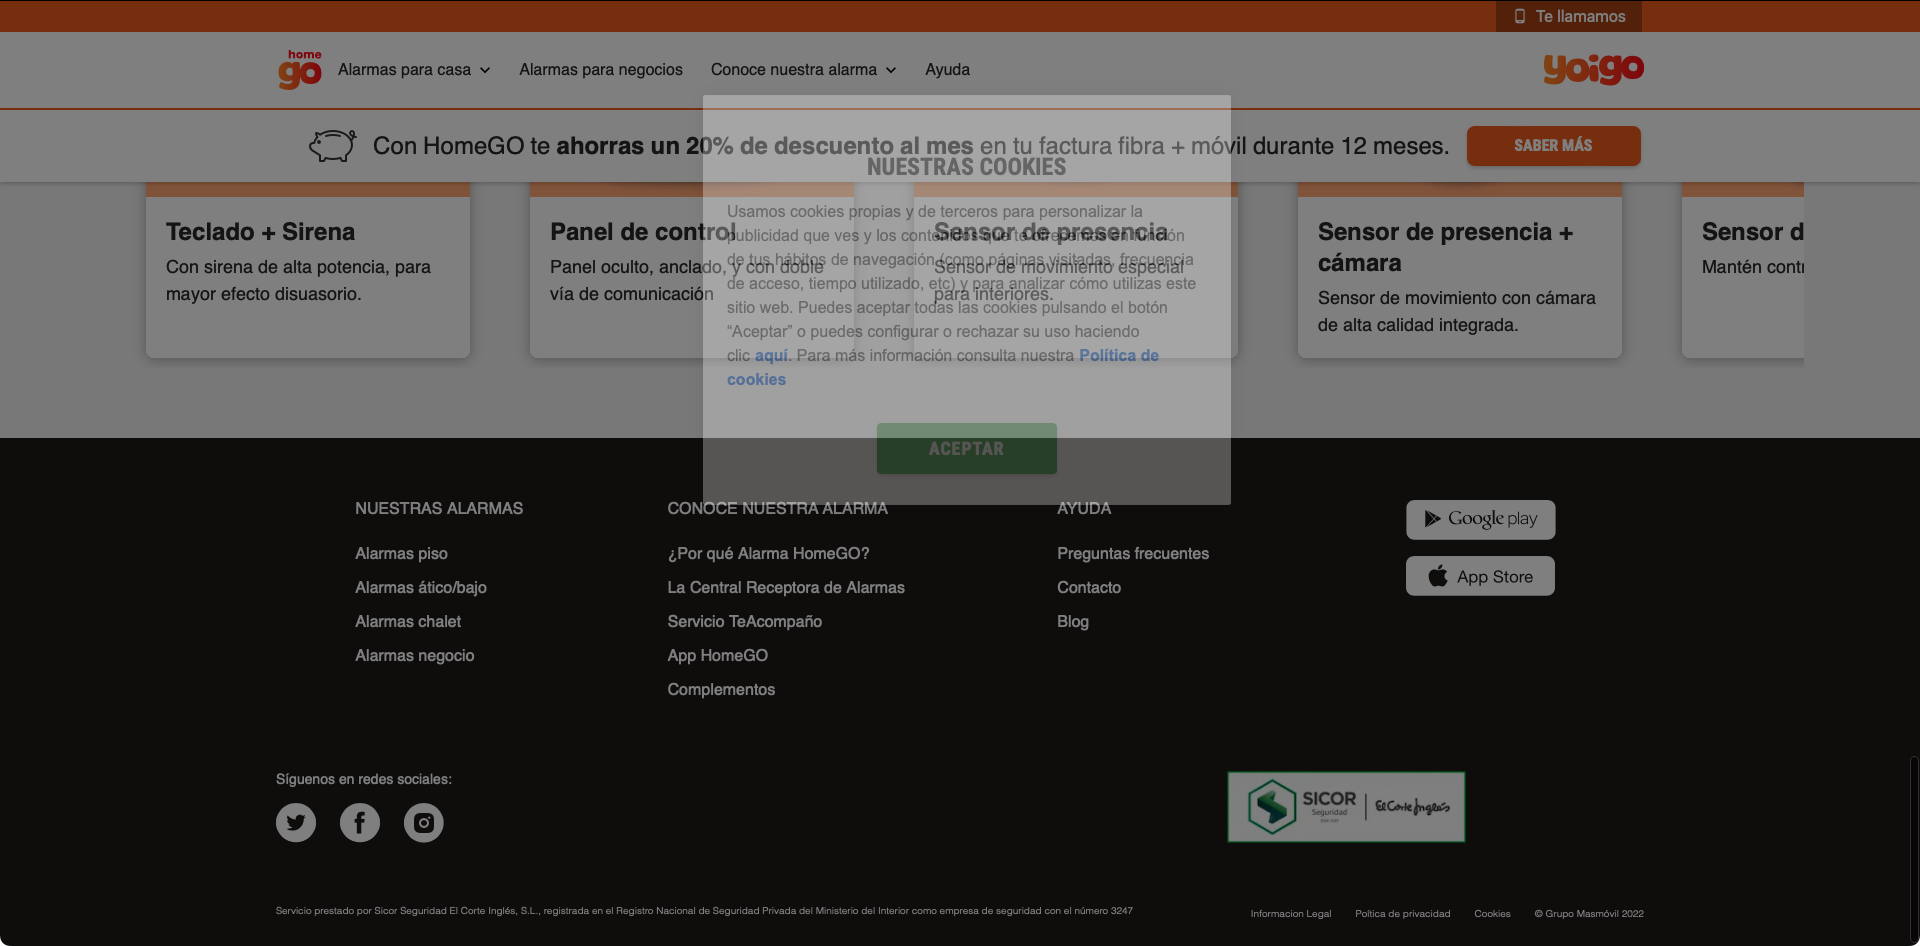 Te llamamos
home
go
Alarmas para casa
Alarmas para negocios
Conoce nuestra alarma
Ayuda
yoigo
Con HomeGO te ahorras un 20% de descuento al mes en tu factura fibra + móvil durante 12 meses.
SABER MÁS
NUESTRAS COOKIES
Usamos cookies propias y de terceros para personalizar la
publicidad que ves y los contenidos que te ofrecemos en función
de tus hábitos de navegación (como páginas visitadas, frecuencia
de acceso, tiempo utilizado, etc) y para analizar cómo utilizas este
sitio web. Puedes aceptar todas las cookies pulsando el botón
“Aceptar” o puedes configurar o rechazar su uso haciendo
clic aquí. Para más información consulta nuestra Política de
cookies
ACEPTAR
Teclado + Sirena
Con sirena de alta potencia, para
mayor efecto disuasorio.
Panel de control
Panel oculto, anclado, y con doble
vía de comunicación
Sensor de presencia
Sensor de movimiento especial
para interiores.
Sensor de presencia +
cámara
Sensor de movimiento con cámara
de alta calidad integrada.
Sensor d
Mantén contr
NUESTRAS ALARMAS
Alarmas piso
Alarmas ático/bajo
Alarmas chalet
Alarmas negocio
CONOCE NUESTRA ALARMA
¿Por qué Alarma HomeGO?
La Central Receptora de Alarmas
Servicio TeAcompaño
App HomeGO
Complementos
AYUDA
Preguntas frecuentes
Contacto
Blog
Google play
App Store
Síguenos en redes sociales:
SICOR
Seguridad
El Corte Inglés
Servicio prestado por Sicor Seguridad El Corte Inglés, S.L., registrada en el Registro Nacional de Seguridad Privada del Ministerio del Interior como empresa de seguridad con el número 3247
Informacion Legal
Poltica de privacidad
Cookies
© Grupo Masmóvil 2022